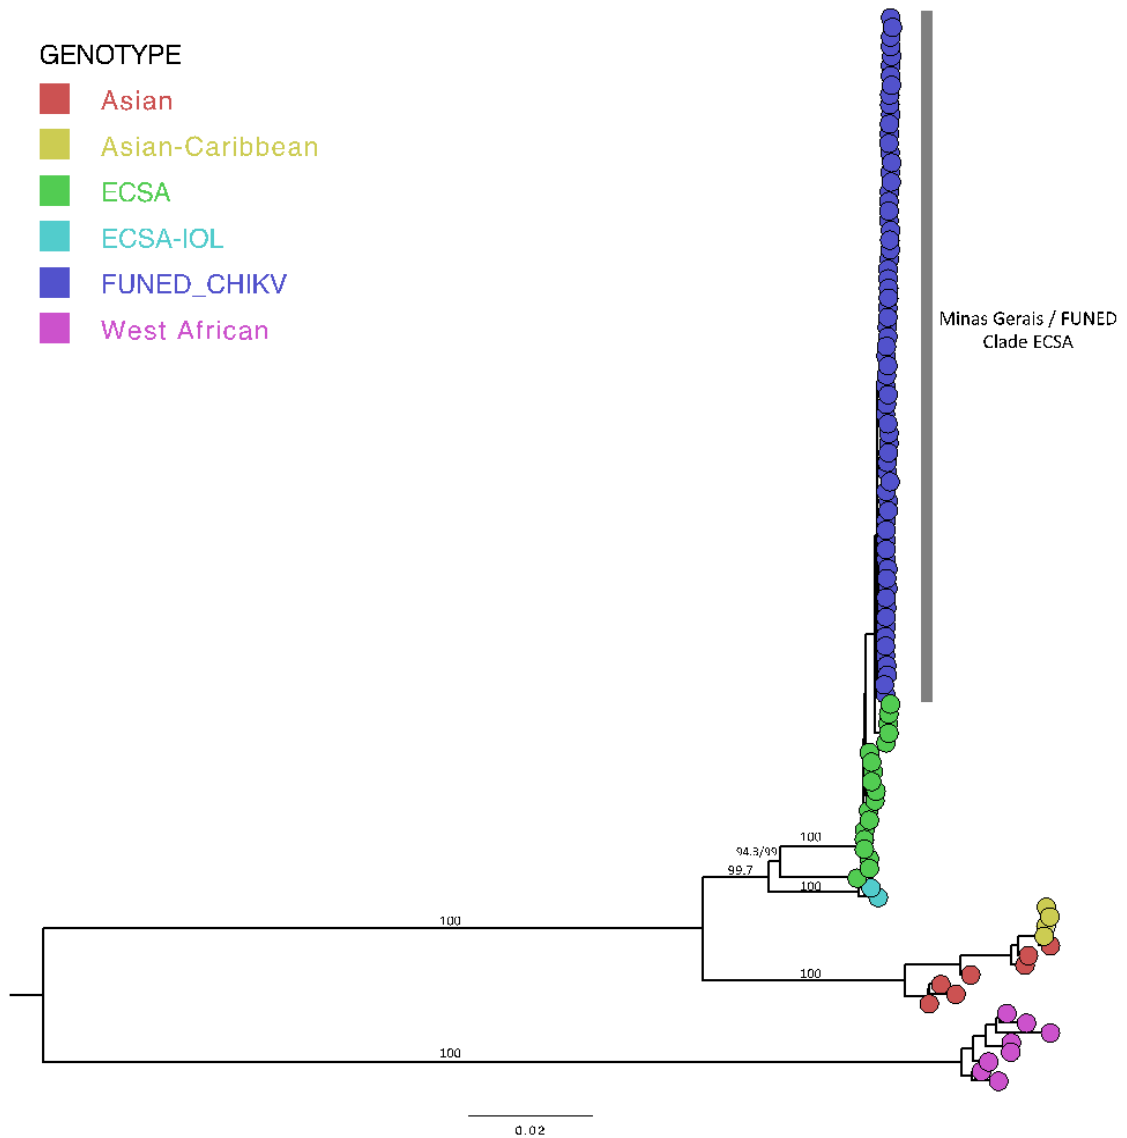 GENOTYPE
Asian
Asian-Caribbean
ECSA
ECSA-IOL
FUNED_CHIKV
West African
Minas Gerais / FUNED
Clade ECSA
100
94.3/99
99.7
100
100
100
100
0.02